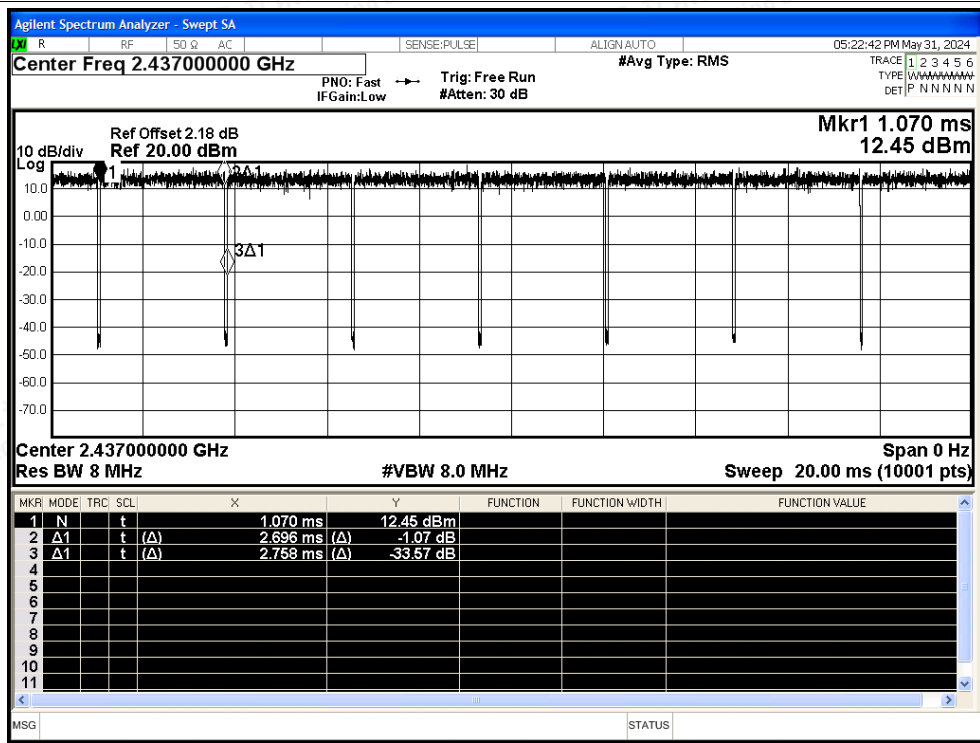 Agilent Spectrum Analyzer - Swept SA
LXI R RF 50 Ω AC SENSE:PULSE ALIGN AUTO 05:22:42 PM May 31, 2024
Center Freq 2.437000000 GHz
PNO: Fast
IFGain:Low
Trig: Free Run
#Atten: 30 dB
#Avg Type: RMS
TRACE 1 2 3 4 5 6
TYPE WWWWWW
DET P N N N N N
Mkr1 1.070 ms
12.45 dBm
10 dB/div
Log
Ref Offset 2.18 dB
Ref 20.00 dBm
1
2Δ1
3Δ1
10.0
0.00
-10.0
-20.0
-30.0
-40.0
-50.0
-60.0
-70.0
Center 2.437000000 GHz Span 0 Hz
Res BW 8 MHz #VBW 8.0 MHz Sweep 20.00 ms (10001 pts)
MKR MODE TRC SCL X Y FUNCTION FUNCTION WIDTH FUNCTION VALUE
1 N t 1.070 ms 12.45 dBm
2 Δ1 t (Δ) 2.696 ms (Δ) -1.07 dB
3 Δ1 t (Δ) 2.758 ms (Δ) -33.57 dB
4
5
6
7
8
9
10
11
MSG STATUS